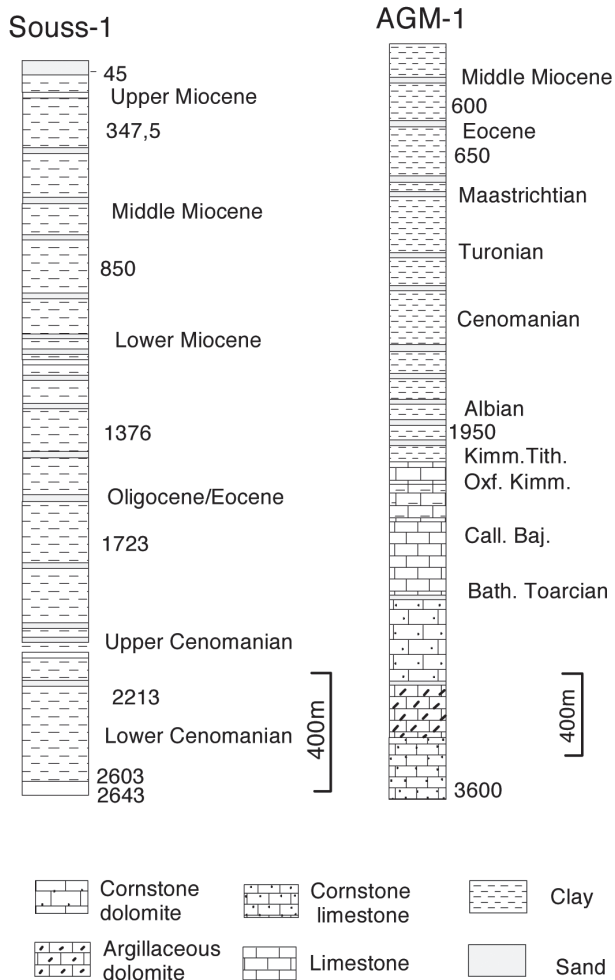 Souss-1
45
Upper Miocene
347,5
Middle Miocene
850
Lower Miocene
1376
Oligocene/Eocene
1723
Upper Cenomanian
2213
Lower Cenomanian
2603
2643
400m
AGM-1
Middle Miocene
600
Eocene
650
Maastrichtian
Turonian
Cenomanian
Albian
1950
Kimm.Tith.
Oxf. Kimm.
Call. Baj.
Bath. Toarcian
3600
400m
Cornstone
dolomite
Cornstone
limestone
Clay
Argillaceous
dolomite
Limestone
Sand